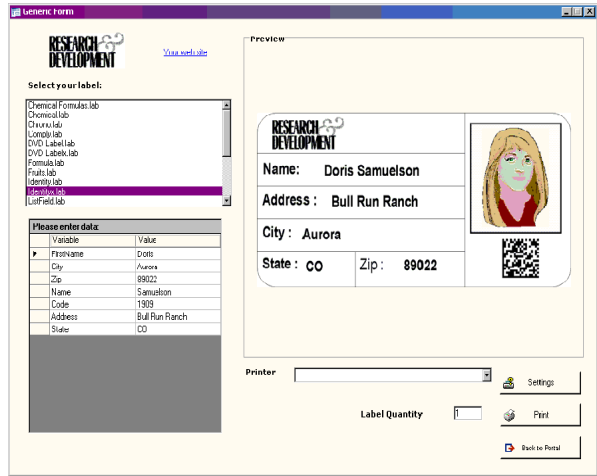 Generic Form
RESEARCH &
DEVELOPMENT
Your web site
Select your label:
Chemical Formulas.lab
Chemical.lab
Chrono.lab
DVD Label.lab
DVD Labelx.lab
Formula.lab
Fruits.lab
Identity.lab
Identityx.lab
ListField.lab
Please enter data:
Variable Value
FirstName Doris
City Aurora
Zip 89022
Name Samuelson
Code 1909
Address Bull Run Ranch
State CO
Preview
RESEARCH &
DEVELOPMENT
Name: Doris Samuelson
Address : Bull Run Ranch
City : Aurora
State : CO Zip : 89022
Printer
Settings
Label Quantity 1
Print
Back to Portal